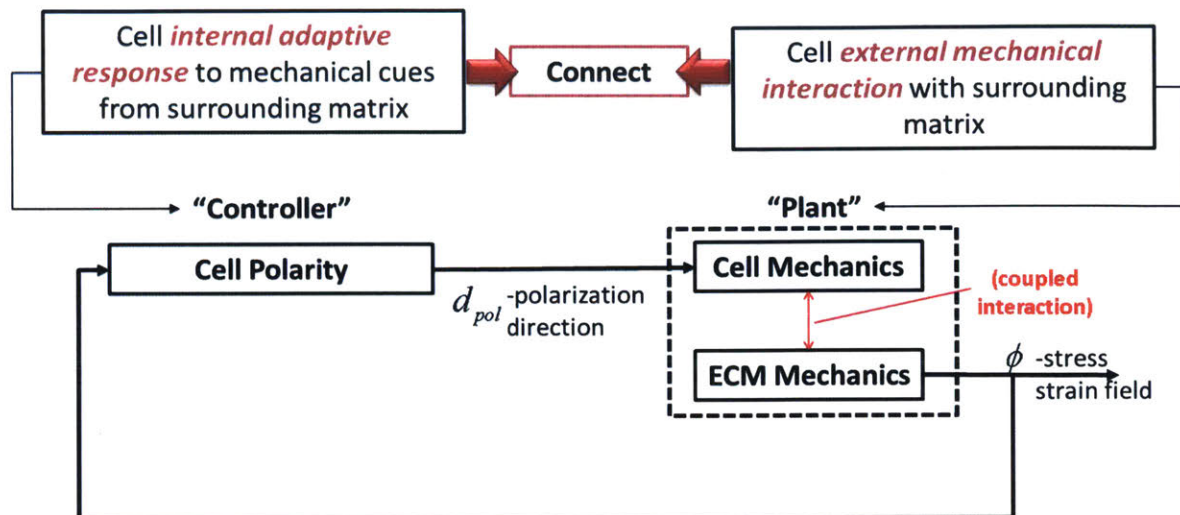 Cell internal adaptive
response to mechanical cues
from surrounding matrix
Connect
Cell external mechanical
interaction with surrounding
matrix
“Controller”
“Plant”
Cell Polarity
d_pol -polarization
direction
Cell Mechanics
(coupled
interaction)
ECM Mechanics
ϕ -stress
strain field